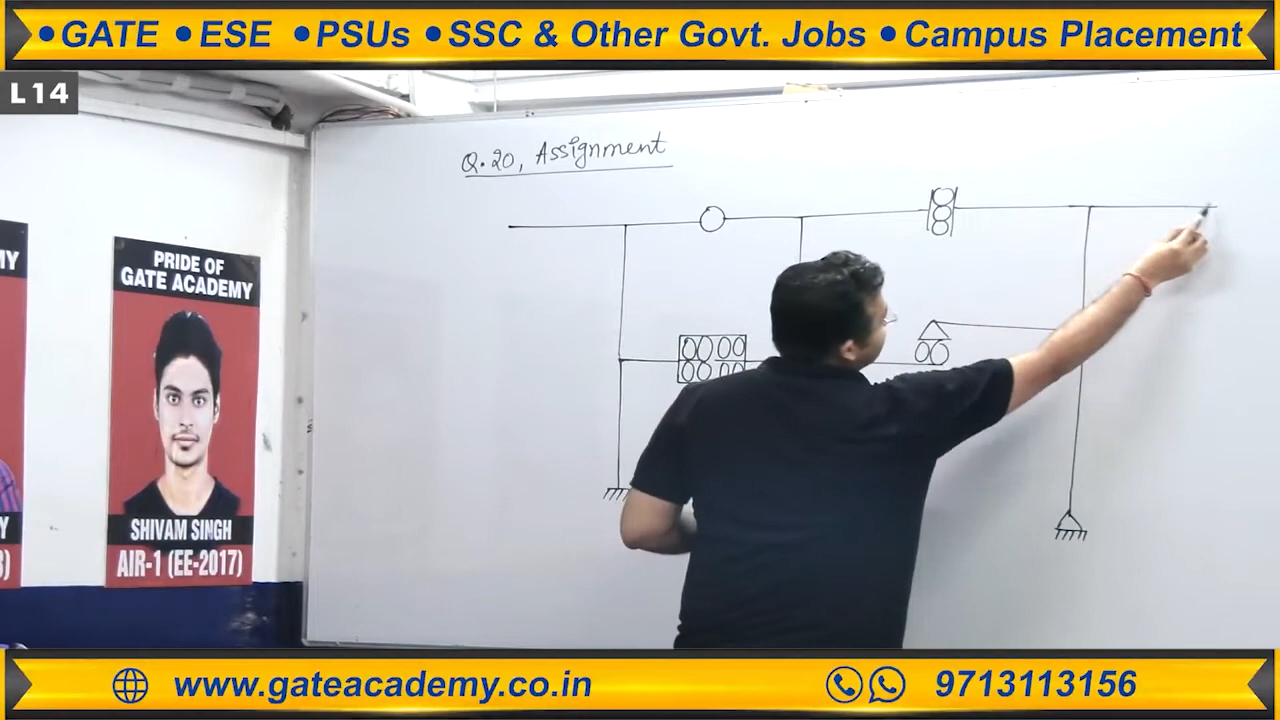 •GATE •ESE •PSUs •SSC & Other Govt. Jobs •Campus Placement
L14
Q.20, Assignment
PRIDE OF
GATE ACADEMY
SHIVAM SINGH
AIR-1 (EE-2017)
www.gateacademy.co.in
9713113156